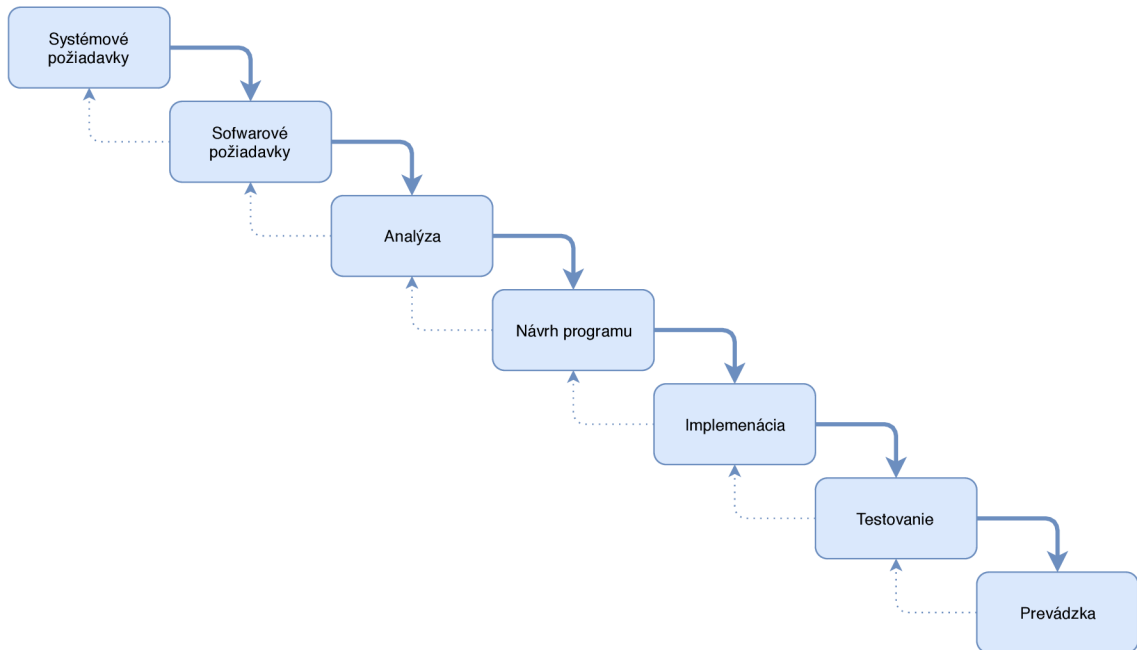 Systémové
požiadavky
Sofwarové
požiadavky
Analýza
Návrh programu
Implemenácia
Testovanie
Prevádzka